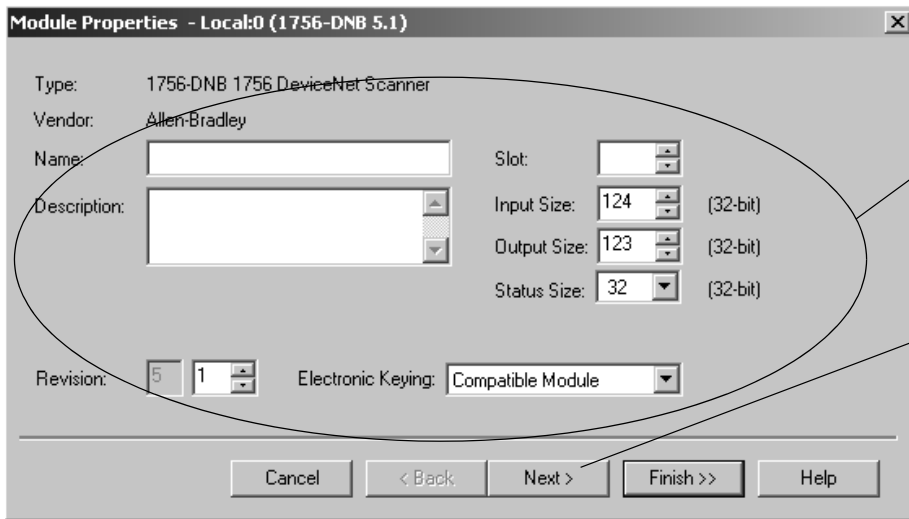 Module Properties - Local:0 (1756-DNB 5.1)
Type: 1756-DNB 1756 DeviceNet Scanner
Vendor: Allen-Bradley
Name: Slot:
Description: Input Size: 124 (32-bit)
Output Size: 123 (32-bit)
Status Size: 32 (32-bit)
Revision: 5 1 Electronic Keying: Compatible Module
Cancel < Back Next > Finish >> Help